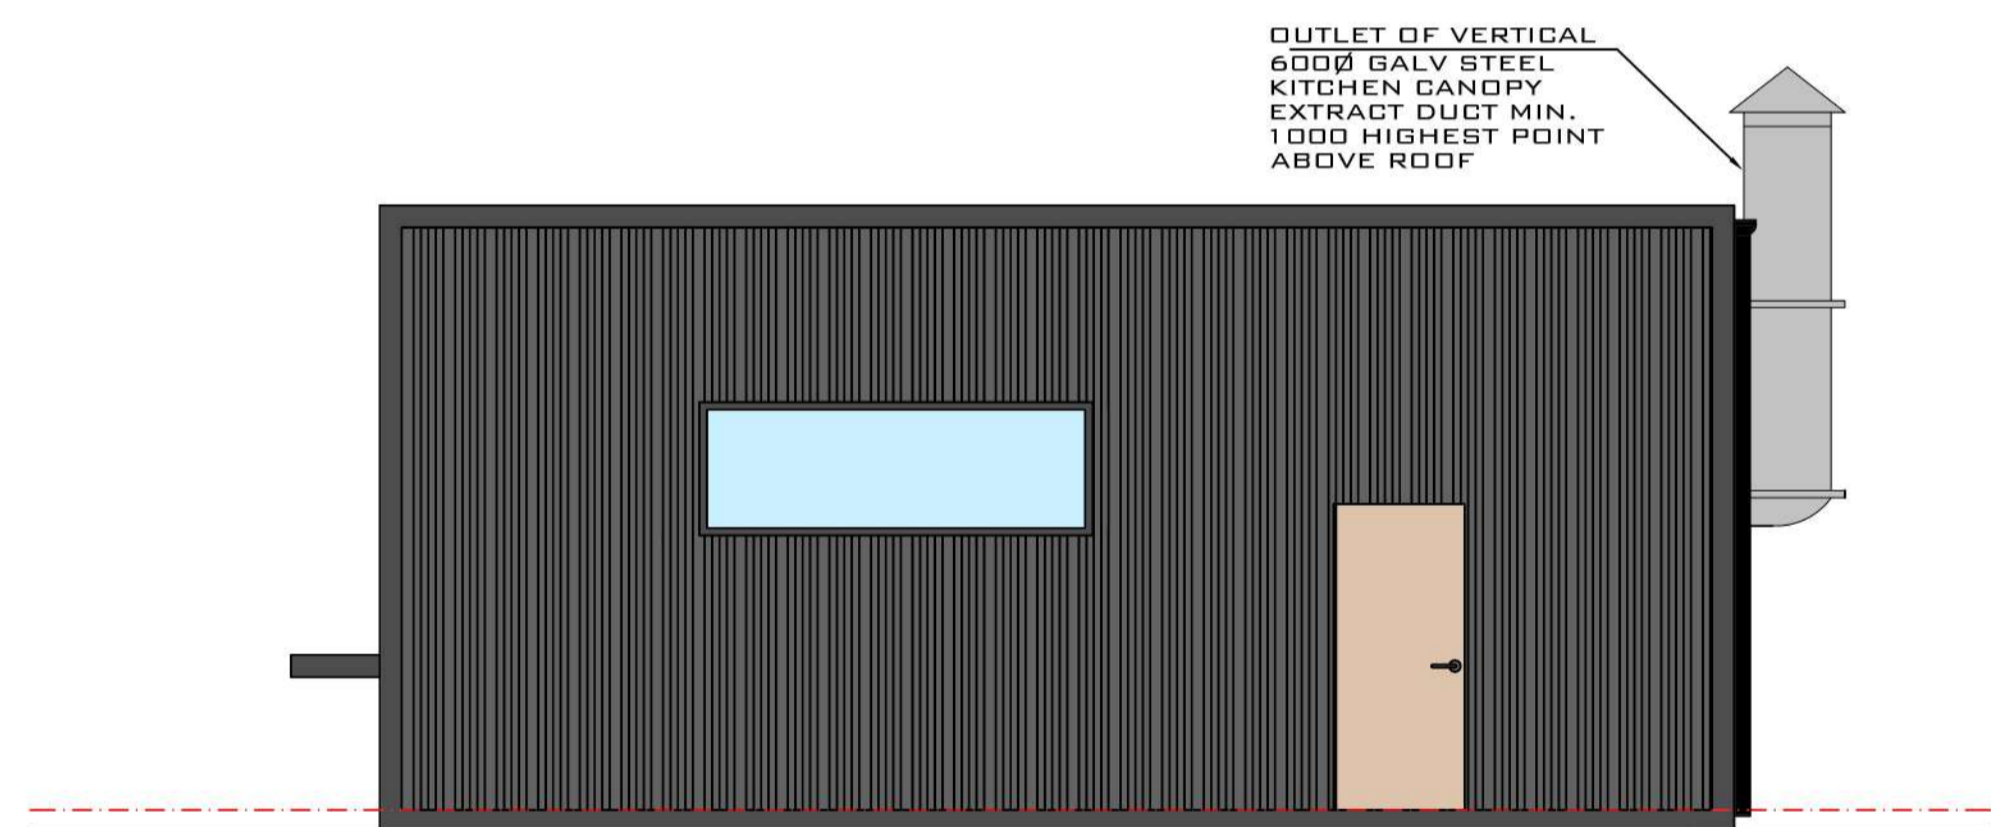 OUTLET OF VERTICAL
600Ø GALV STEEL
KITCHEN CANOPY
EXTRACT DUCT MIN.
1000 HIGHEST POINT
ABOVE ROOF